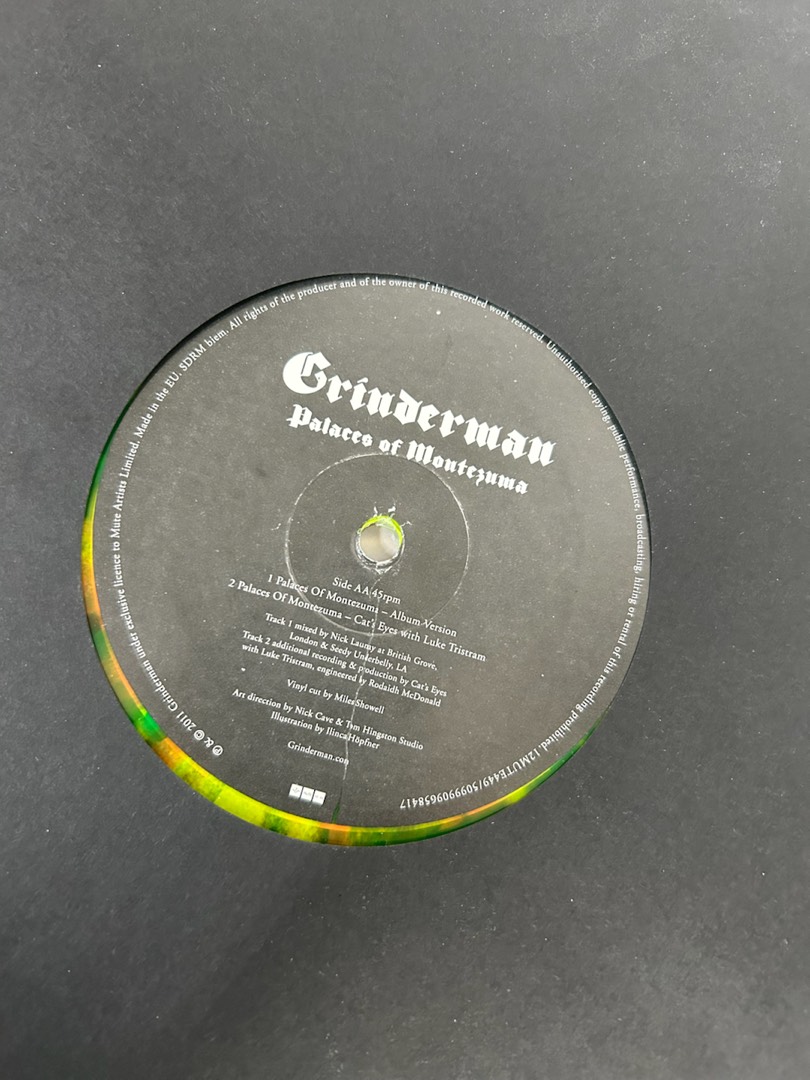 Grinderman
Palaces of Montezuma
Side AA 45rpm
1 Palaces Of Montezuma – Album Version
2 Palaces Of Montezuma – Cat's Eyes with Luke Tristram
Track 1 mixed by Nick Launay at British Grove,
London & Seedy Underbelly, LA
Track 2 additional recording & production by Cat's Eyes
with Luke Tristram, engineered by Rodaidh McDonald
Vinyl cut by Miles Showell
Art direction by Nick Cave & Tom Hingston Studio
Illustration by Ilinca Höpfner
Grinderman.com
℗ & © 2011 Grinderman under exclusive licence to Mute Artists Limited. Made in the EU. SDRM biem. All rights of the producer and of the owner of this recorded work reserved. Unauthorised copying, public performance, broadcasting, hiring or rental of this recording prohibited. 12MUTE449/5099909658417